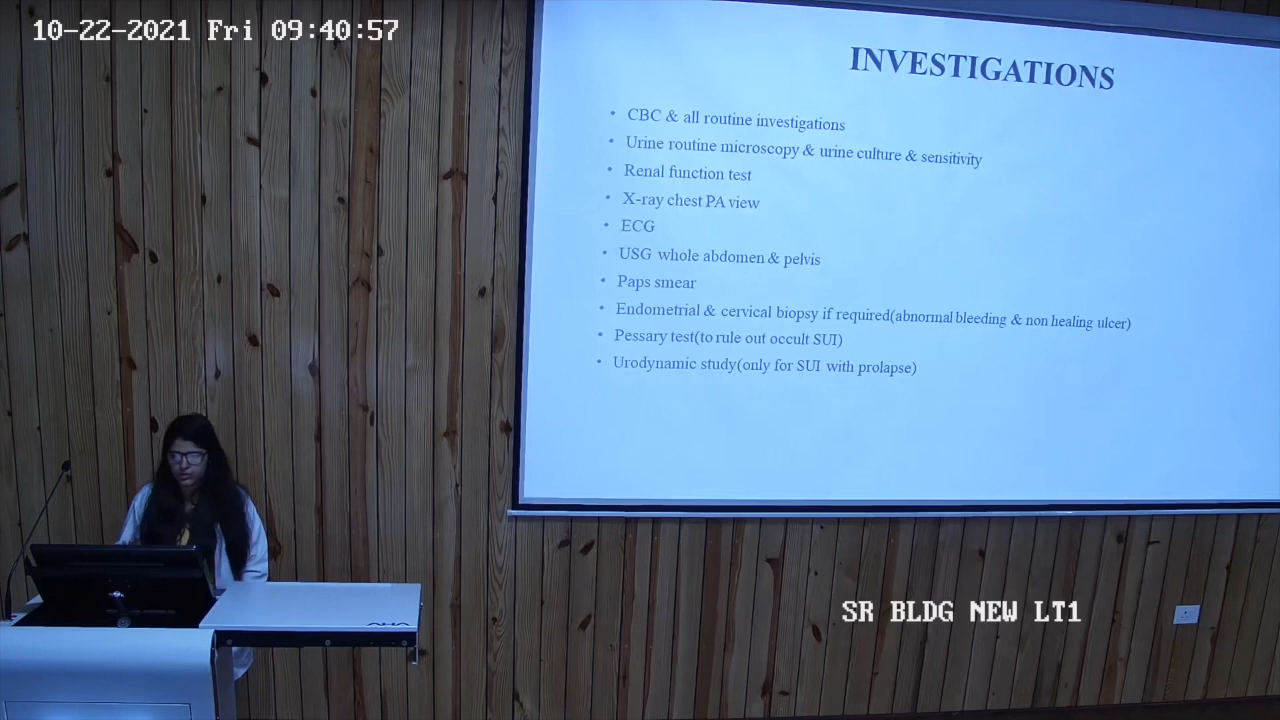 10-22-2021 Fri 09:40:57
INVESTIGATIONS
• CBC & all routine investigations
• Urine routine microscopy & urine culture & sensitivity
• Renal function test
• X-ray chest PA view
• ECG
• USG whole abdomen & pelvis
• Paps smear
• Endometrial & cervical biopsy if required(abnormal bleeding & non healing ulcer)
• Pessary test(to rule out occult SUI)
• Urodynamic study(only for SUI with prolapse)
AHA
SR BLDG NEW LT1